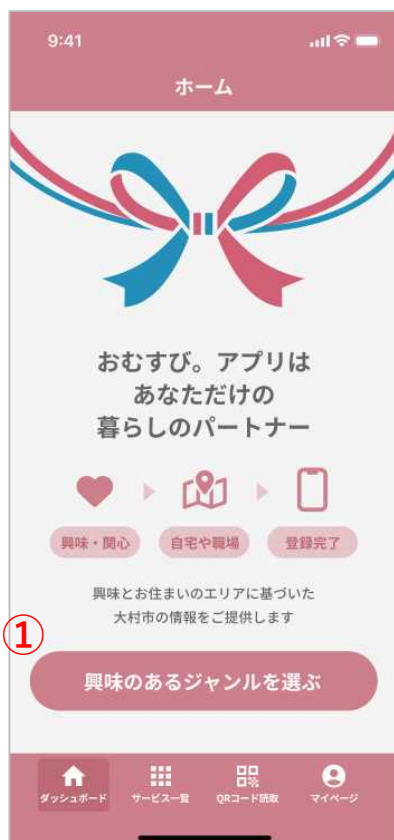 9:41
ホーム
おむすび。アプリは
あなただけの
暮らしのパートナー
興味・関心
自宅や職場
登録完了
興味とお住まいのエリアに基づいた
大村市の情報をご提供します
①
興味のあるジャンルを選ぶ
ダッシュボード
サービス一覧
QRコード読取
マイページ